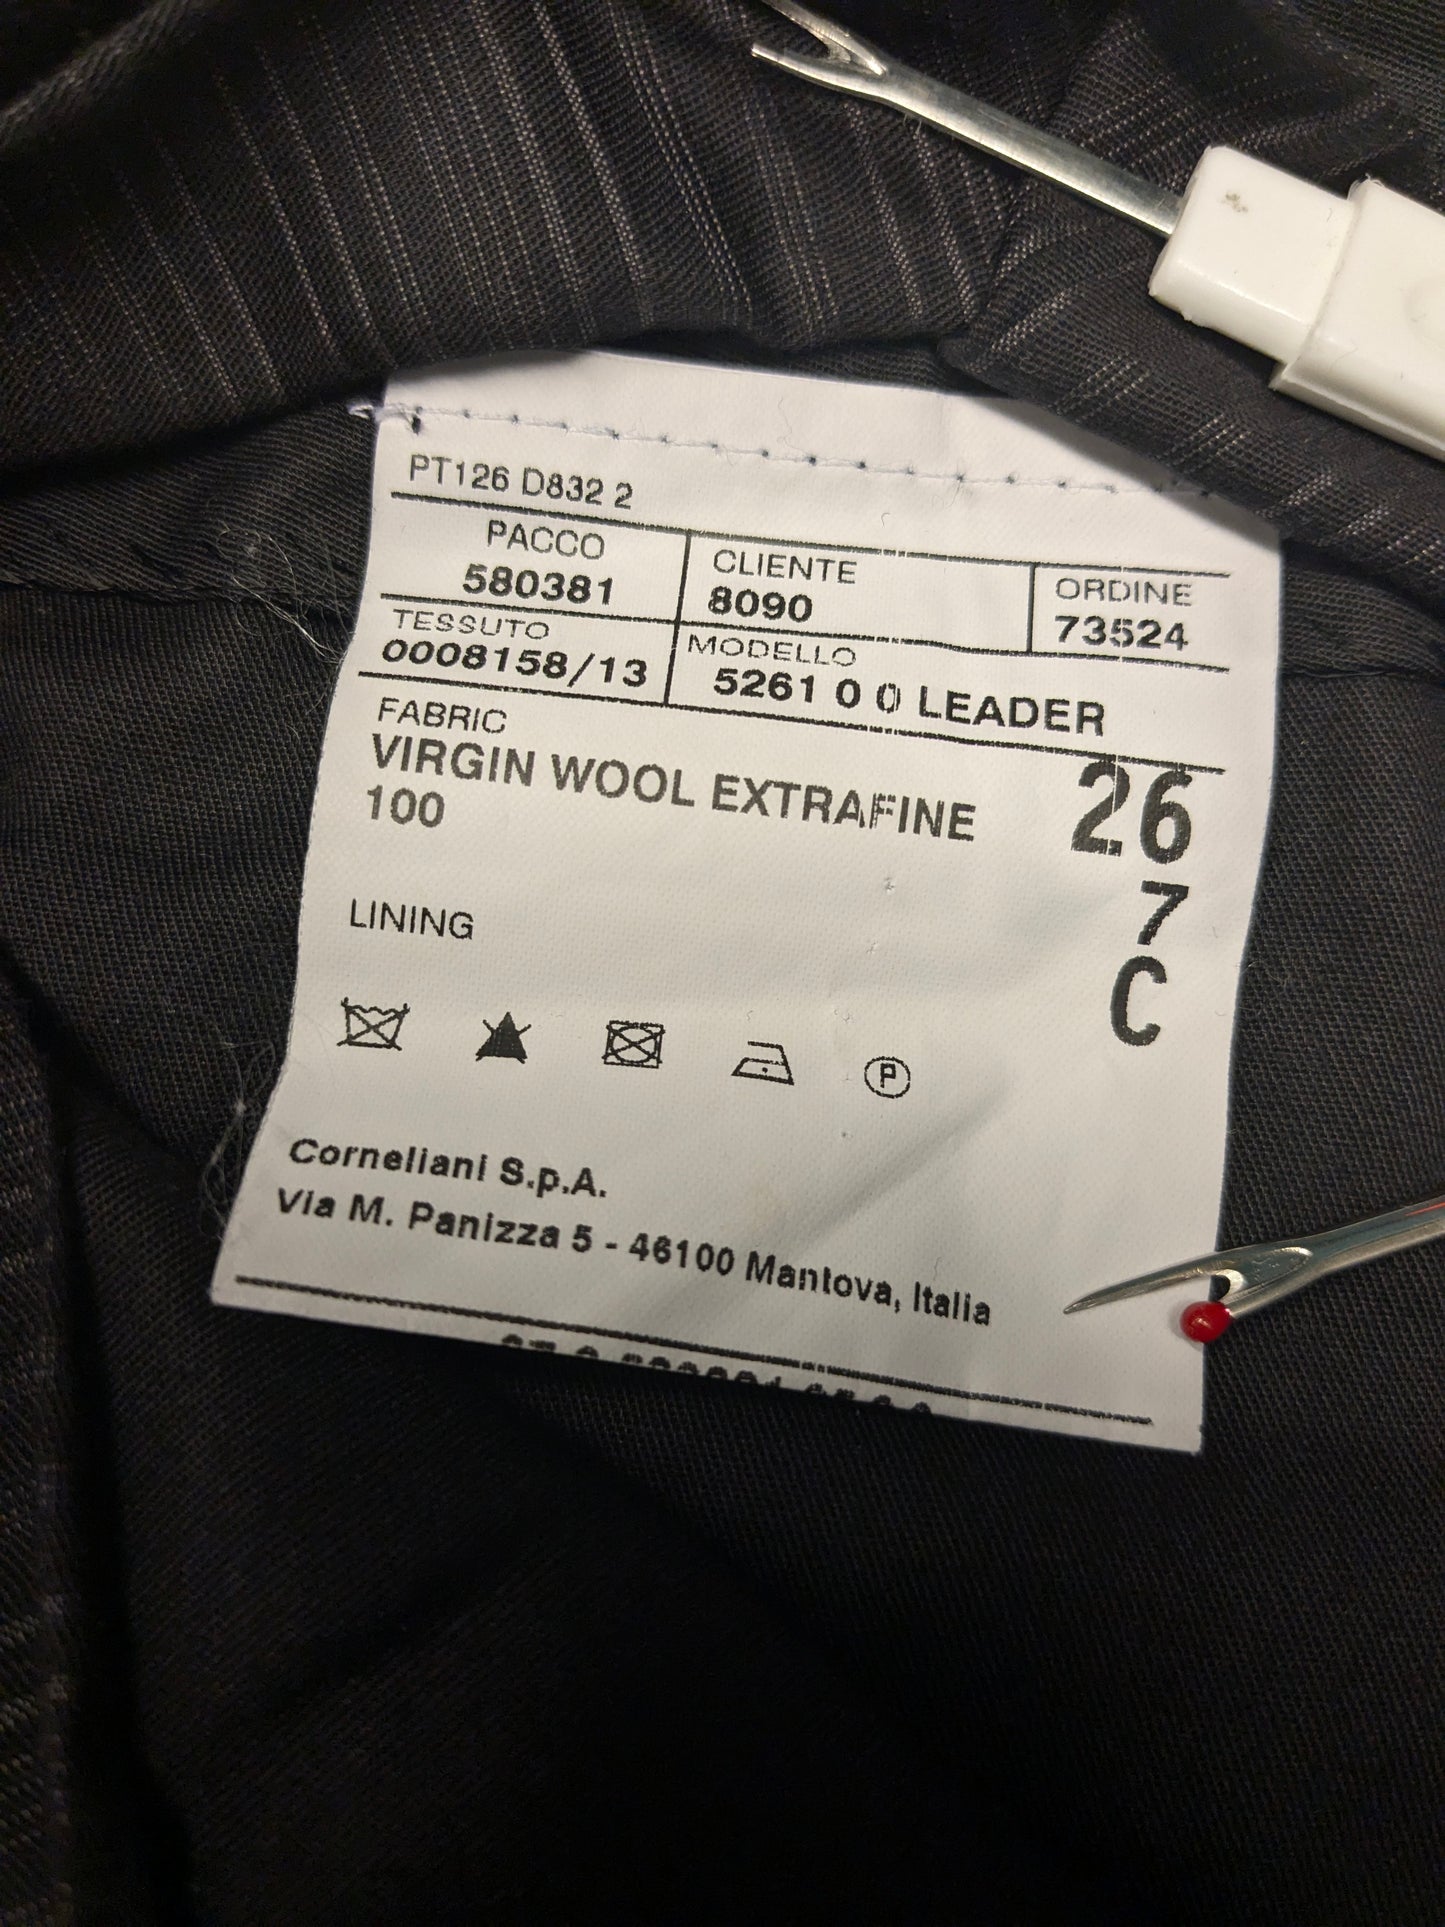 PT126 D832 2
PACCO CLIENTE ORDINE
580381 8090 73524
TESSUTO MODELLO
0008158/13 5261 0 0 LEADER
FABRIC
VIRGIN WOOL EXTRAFINE 26
100
7
LINING
C
P
Corneliani S.p.A.
Via M. Panizza 5 - 46100 Mantova, Italia